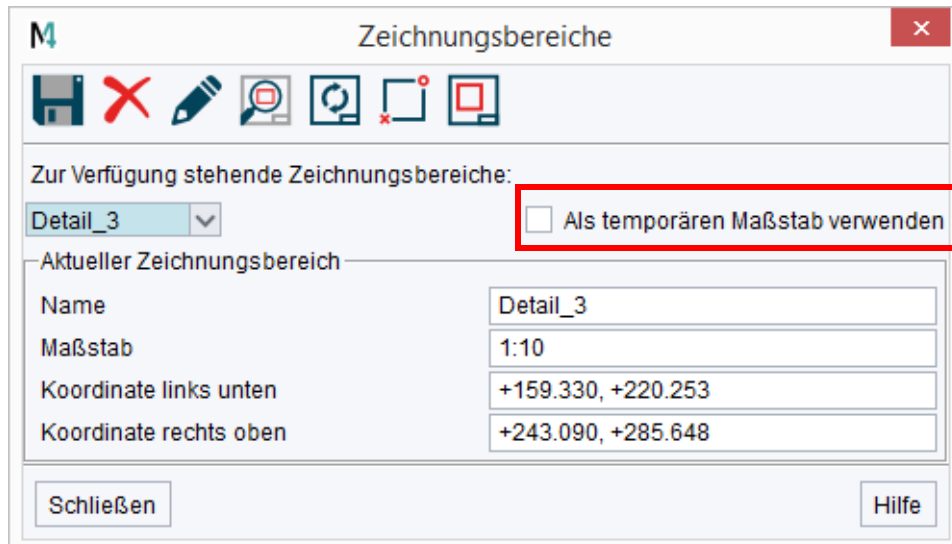 M4
Zeichnungsbereiche
Zur Verfügung stehende Zeichnungsbereiche:
Detail_3
Als temporären Maßstab verwenden
Aktueller Zeichnungsbereich
Name Detail_3
Maßstab 1:10
Koordinate links unten +159.330, +220.253
Koordinate rechts oben +243.090, +285.648
Schließen Hilfe